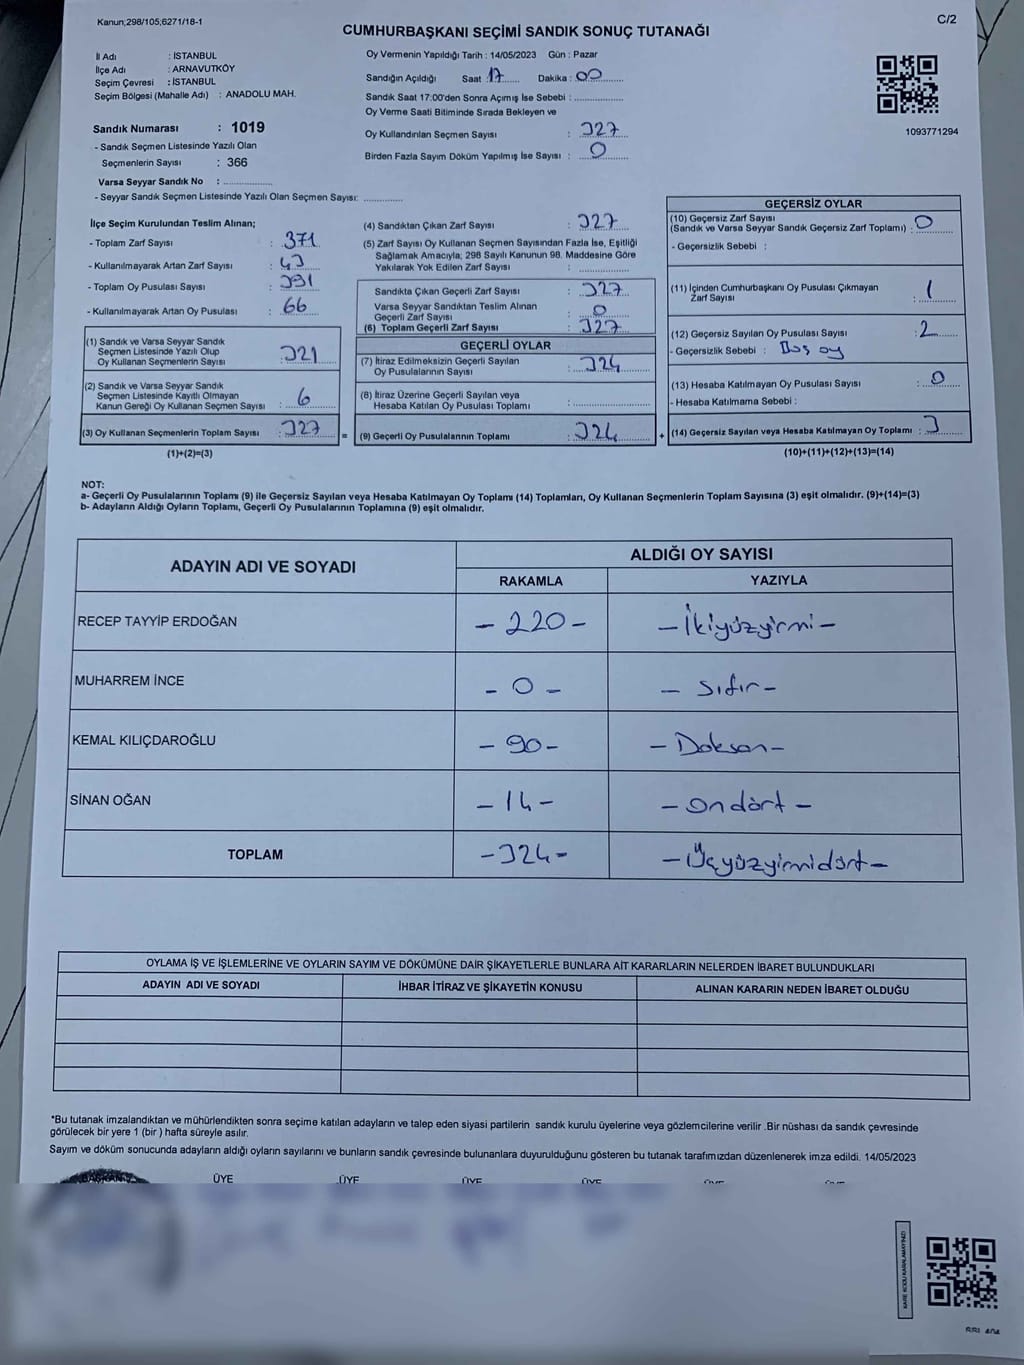 Kanun;298/105;6271/18-1
C/2
CUMHURBAŞKANI SEÇİMİ SANDIK SONUÇ TUTANAĞI
İl Adı : İSTANBUL
İlçe Adı : ARNAVUTKÖY
Seçim Çevresi : İSTANBUL
Seçim Bölgesi (Mahalle Adı) : ANADOLU MAH.
Sandık Numarası : 1019
- Sandık Seçmen Listesinde Yazılı Olan
Seçmenlerin Sayısı : 366
Varsa Seyyar Sandık No : ................
- Seyyar Sandık Seçmen Listesinde Yazılı Olan Seçmen Sayısı: ............
Oy Vermenin Yapıldığı Tarih : 14/05/2023 Gün : Pazar
Sandığın Açıldığı Saat 17 Dakika : 00
Sandık Saat 17:00'den Sonra Açılmış İse Sebebi : ................
Oy Verme Saati Bitiminde Sırada Bekleyen ve
Oy Kullandırılan Seçmen Sayısı : 327
Birden Fazla Sayım Döküm Yapılmış İse Sayısı : 0
1093771294
İlçe Seçim Kurulundan Teslim Alınan;
- Toplam Zarf Sayısı : 371
- Kullanılmayarak Artan Zarf Sayısı : 43
- Toplam Oy Pusulası Sayısı : 391
- Kullanılmayarak Artan Oy Pusulası : 66
(1) Sandık ve Varsa Seyyar Sandık
Seçmen Listesinde Yazılı Olup
Oy Kullanan Seçmenlerin Sayısı : 321
(2) Sandık ve Varsa Seyyar Sandık
Seçmen Listesinde Kayıtlı Olmayan
Kanun Gereği Oy Kullanan Seçmen Sayısı : 6
(3) Oy Kullanan Seçmenlerin Toplam Sayısı : 327
(1)+(2)=(3)
(4) Sandıktan Çıkan Zarf Sayısı : 327
(5) Zarf Sayısı Oy Kullanan Seçmen Sayısından Fazla İse, Eşitliği
Sağlamak Amacıyla; 298 Sayılı Kanunun 98. Maddesine Göre
Yakılarak Yok Edilen Zarf Sayısı : ................
Sandıkta Çıkan Geçerli Zarf Sayısı : 327
Varsa Seyyar Sandıktan Teslim Alınan
Geçerli Zarf Sayısı : 0
(6) Toplam Geçerli Zarf Sayısı : 327
GEÇERLİ OYLAR
(7) İtiraz Edilmeksizin Geçerli Sayılan
Oy Pusulalarının Sayısı : 324
(8) İtiraz Üzerine Geçerli Sayılan veya
Hesaba Katılan Oy Pusulası Toplamı : ................
= (9) Geçerli Oy Pusulalarının Toplamı : 324 +
GEÇERSİZ OYLAR
(10) Geçersiz Zarf Sayısı
(Sandık ve Varsa Seyyar Sandık Geçersiz Zarf Toplamı) : 0
- Geçersizlik Sebebi :
(11) İçinden Cumhurbaşkanı Oy Pusulası Çıkmayan
Zarf Sayısı : 1
(12) Geçersiz Sayılan Oy Pusulası Sayısı : 2
- Geçersizlik Sebebi : Boş oy
(13) Hesaba Katılmayan Oy Pusulası Sayısı : 0
- Hesaba Katılmama Sebebi :
(14) Geçersiz Sayılan veya Hesaba Katılmayan Oy Toplamı : 3
(10)+(11)+(12)+(13)=(14)
NOT:
a- Geçerli Oy Pusulalarının Toplamı (9) ile Geçersiz Sayılan veya Hesaba Katılmayan Oy Toplamı (14) Toplamları, Oy Kullanan Seçmenlerin Toplam Sayısına (3) eşit olmalıdır. (9)+(14)=(3)
b- Adayların Aldığı Oyların Toplamı, Geçerli Oy Pusulalarının Toplamına (9) eşit olmalıdır.
ADAYIN ADI VE SOYADI
ALDIĞI OY SAYISI
RAKAMLA YAZIYLA
RECEP TAYYİP ERDOĞAN - 220 - - İkiyüzyirmi -
MUHARREM İNCE - 0 - - Sıfır -
KEMAL KILIÇDAROĞLU - 90 - - Doksan -
SİNAN OĞAN - 14 - - Ondört -
TOPLAM - 324 - - Üçyüzyirmidört -
OYLAMA İŞ VE İŞLEMLERİNE VE OYLARIN SAYIM VE DÖKÜMÜNE DAİR ŞİKAYETLERLE BUNLARA AİT KARARLARIN NELERDEN İBARET BULUNDUKLARI
ADAYIN ADI VE SOYADI İHBAR İTİRAZ VE ŞİKAYETİN KONUSU ALINAN KARARIN NEDEN İBARET OLDUĞU
*Bu tutanak imzalandıktan ve mühürlendikten sonra seçime katılan adayların ve talep eden siyasi partilerin sandık kurulu üyelerine veya gözlemcilerine verilir .Bir nüshası da sandık çevresinde
görülecek bir yere 1 (bir ) hafta süreyle asılır.
Sayım ve döküm sonucunda adayların aldığı oyların sayılarını ve bunların sandık çevresinde bulunanlara duyurulduğunu gösteren bu tutanak tarafımızdan düzenlenerek imza edildi. 14/05/2023
BAŞKAN ÜYE ÜYE ÜYE ÜYE ÜYE ÜYE
KARE KODU KARALAMAYINIZ!